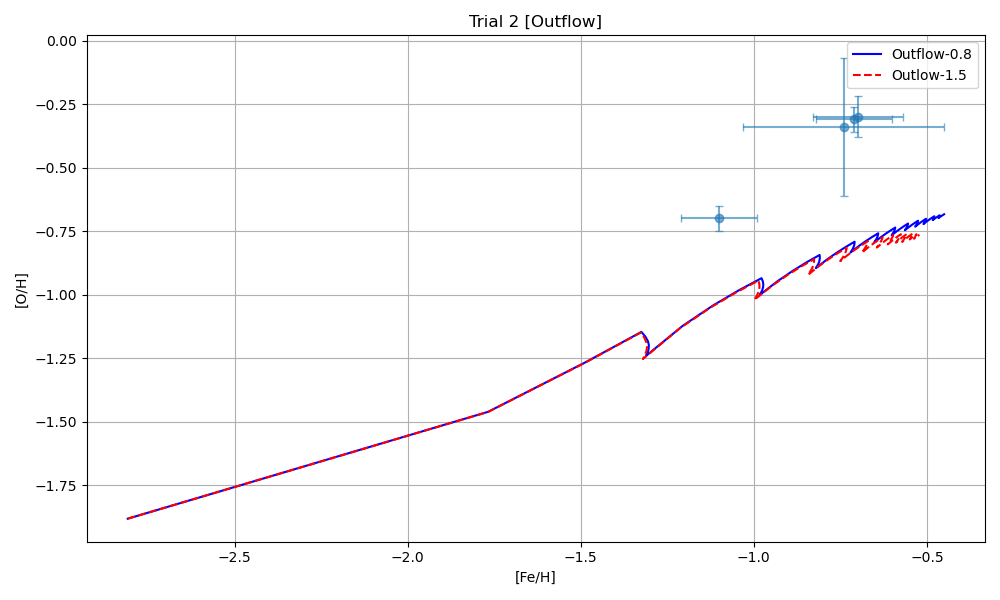 Trial 2 [Outflow]
Outflow-0.8
Outlow-1.5
[O/H]
0.00
−0.25
−0.50
−0.75
−1.00
−1.25
−1.50
−1.75
−2.5
−2.0
−1.5
−1.0
−0.5
[Fe/H]